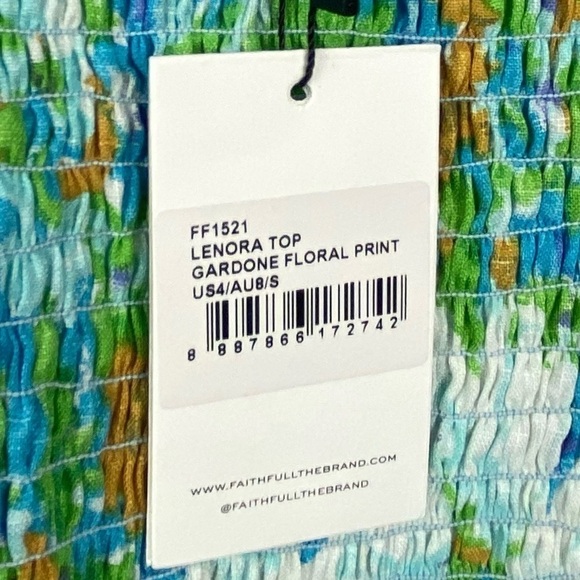 FF1521
LENORA TOP
GARDONE FLORAL PRINT
US4/AU8/S
8 887866 172742
WWW.FAITHFULLTHEBRAND.COM
@FAITHFULLTHEBRAND